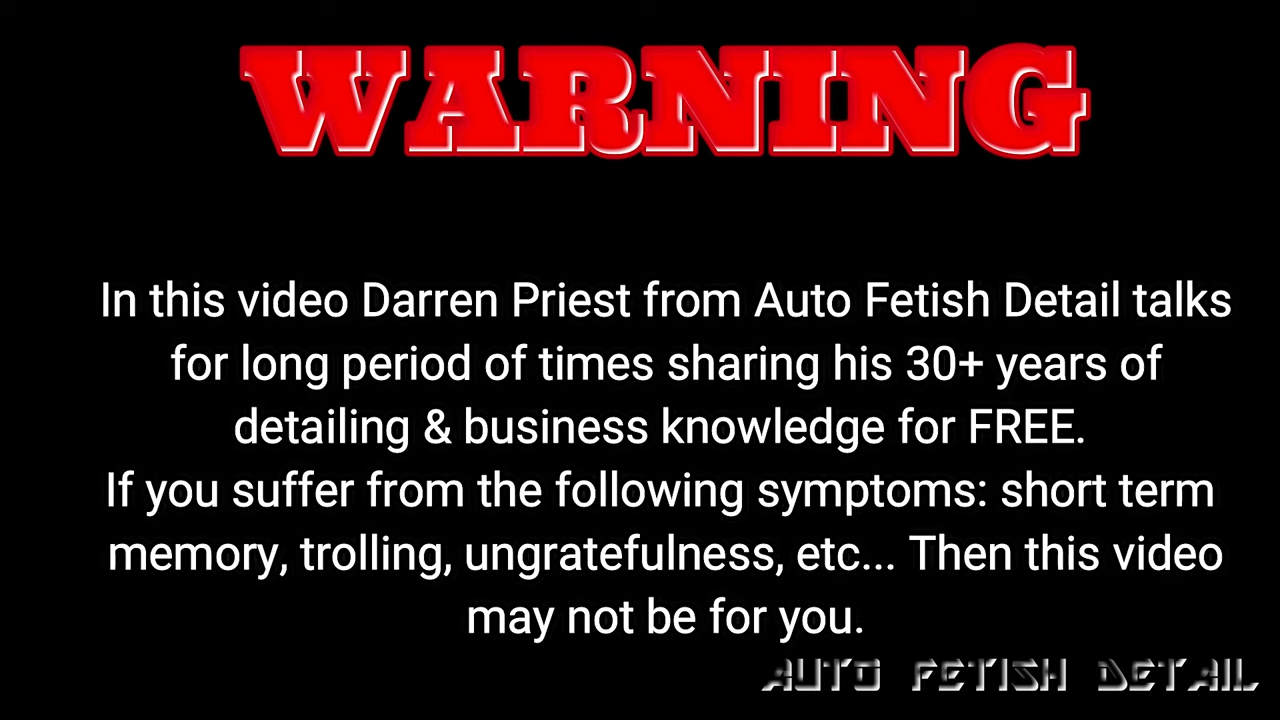 WARNING
In this video Darren Priest from Auto Fetish Detail talks
for long period of times sharing his 30+ years of
detailing & business knowledge for FREE.
If you suffer from the following symptoms: short term
memory, trolling, ungratefulness, etc... Then this video
may not be for you.
AUTO FETISH DETAIL